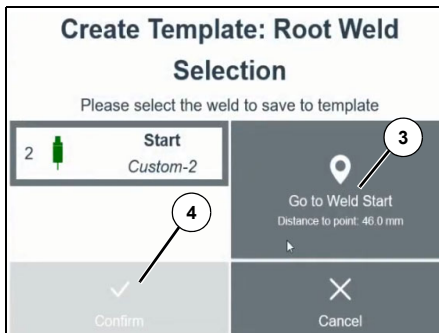 Create Template: Root Weld
Selection
Please select the weld to save to template
2
Start
Custom-2
3
Go to Weld Start
Distance to point: 46.0 mm
4
Confirm
Cancel